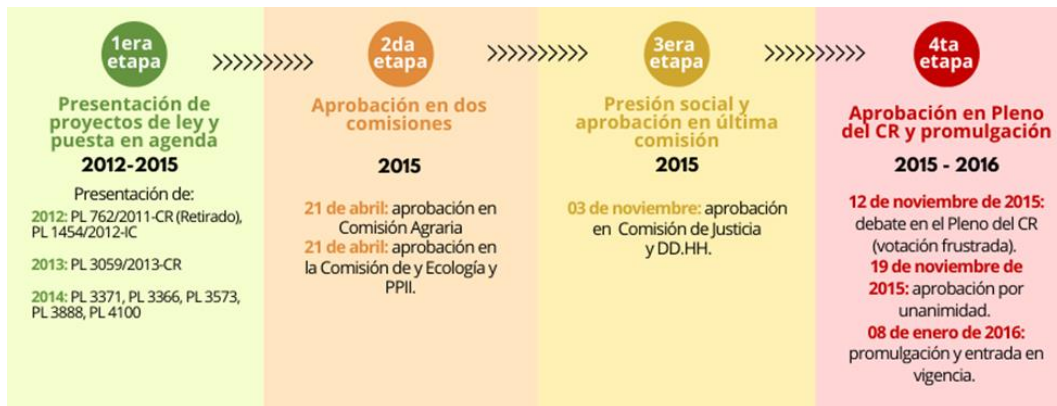 1era
etapa
Presentación de
proyectos de ley y
puesta en agenda
2012-2015
Presentación de:
2012: PL 762/2011-CR (Retirado),
PL 1454/2012-IC
2013: PL 3059/2013-CR
2014: PL 3371, PL 3366, PL 3573,
PL 3888, PL 4100
2da
etapa
Aprobación en dos
comisiones
2015
21 de abril: aprobación en
Comisión Agraria
21 de abril: aprobación en
la Comisión de y Ecología y
PPII.
3era
etapa
Presión social y
aprobación en última
comisión
2015
03 de noviembre: aprobación
en Comisión de Justicia
y DD.HH.
4ta
etapa
Aprobación en Pleno
del CR y promulgación
2015 - 2016
12 de noviembre de 2015:
debate en el Pleno del CR
(votación frustrada).
19 de noviembre de
2015: aprobación por
unanimidad.
08 de enero de 2016:
promulgación y entrada en
vigencia.